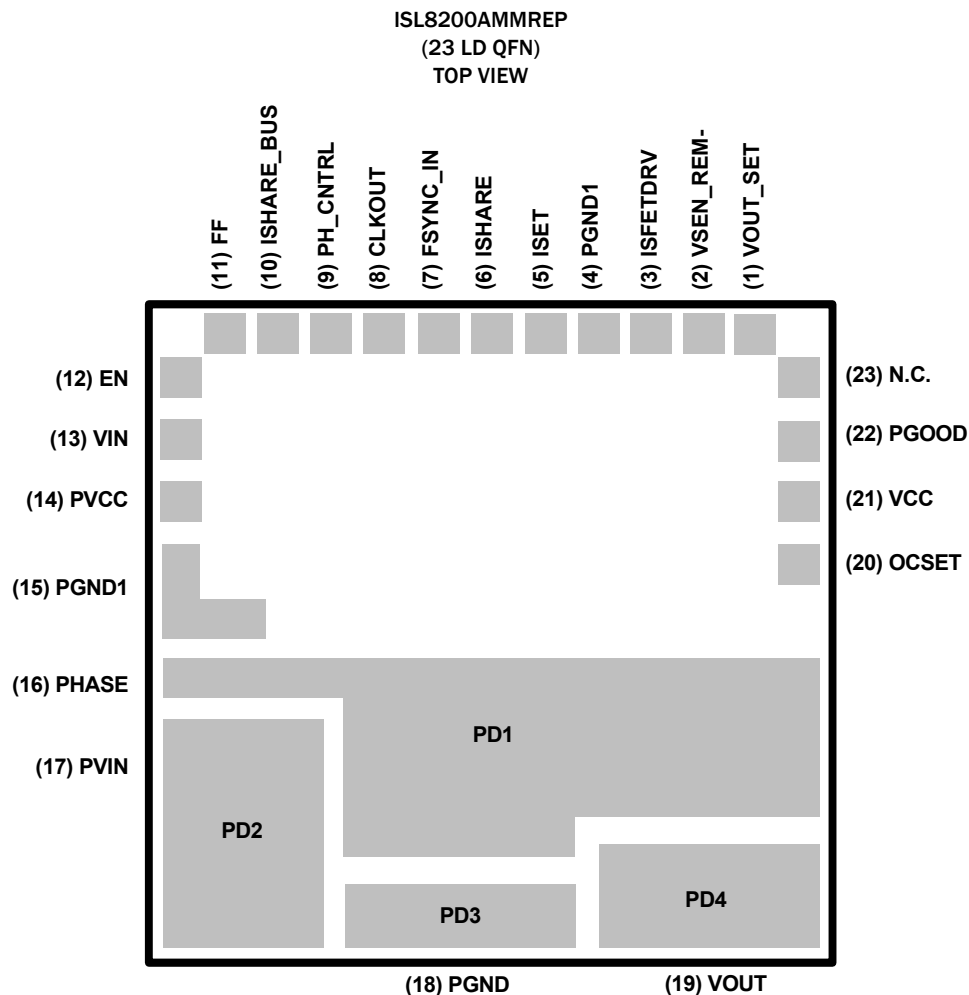 ISL8200AMMREP
(23 LD QFN)
TOP VIEW
(11) FF
(10) ISHARE_BUS
(9) PH_CNTRL
(8) CLKOUT
(7) FSYNC_IN
(6) ISHARE
(5) ISET
(4) PGND1
(3) ISFETDRV
(2) VSEN_REM-
(1) VOUT_SET
(12) EN
(23) N.C.
(13) VIN
(22) PGOOD
(14) PVCC
(21) VCC
(20) OCSET
(15) PGND1
(16) PHASE
PD1
(17) PVIN
PD2
PD3
PD4
(18) PGND
(19) VOUT